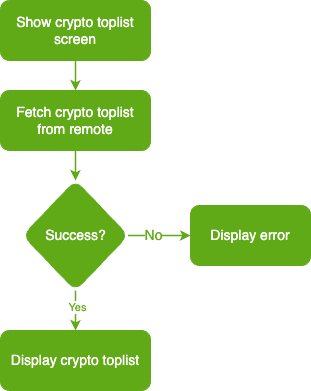 Show crypto toplist
screen
Fetch crypto toplist
from remote
Success?
No
Display error
Yes
Display crypto toplist